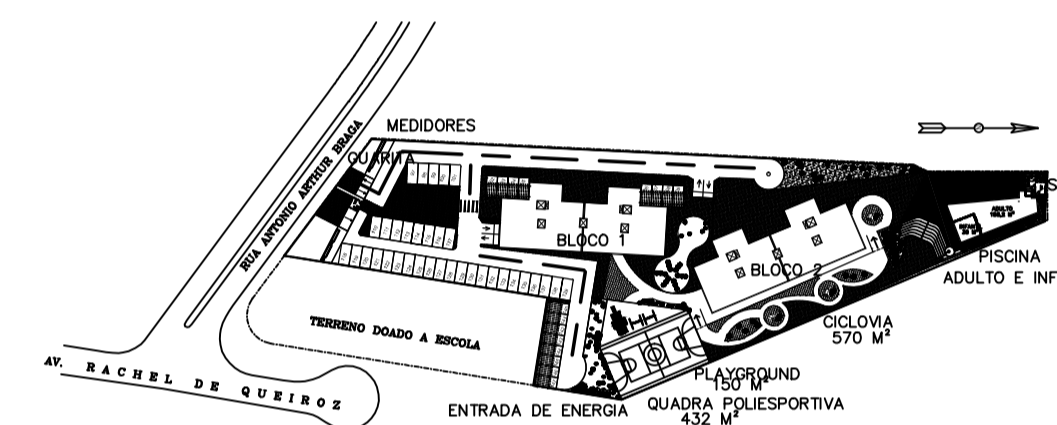 MEDIDORES
GUARITA
RUA ANTONIO ARTHUR BRAGA
BLOCO 1
BLOCO 2
ADULTO
PISCINA
ADULTO E INF
CICLOVIA
570 M²
TERRENO DOADO A ESCOLA
AV. RACHEL DE QUEIROZ
PLAYGROUND
150 M²
ENTRADA DE ENERGIA
QUADRA POLIESPORTIVA
432 M²